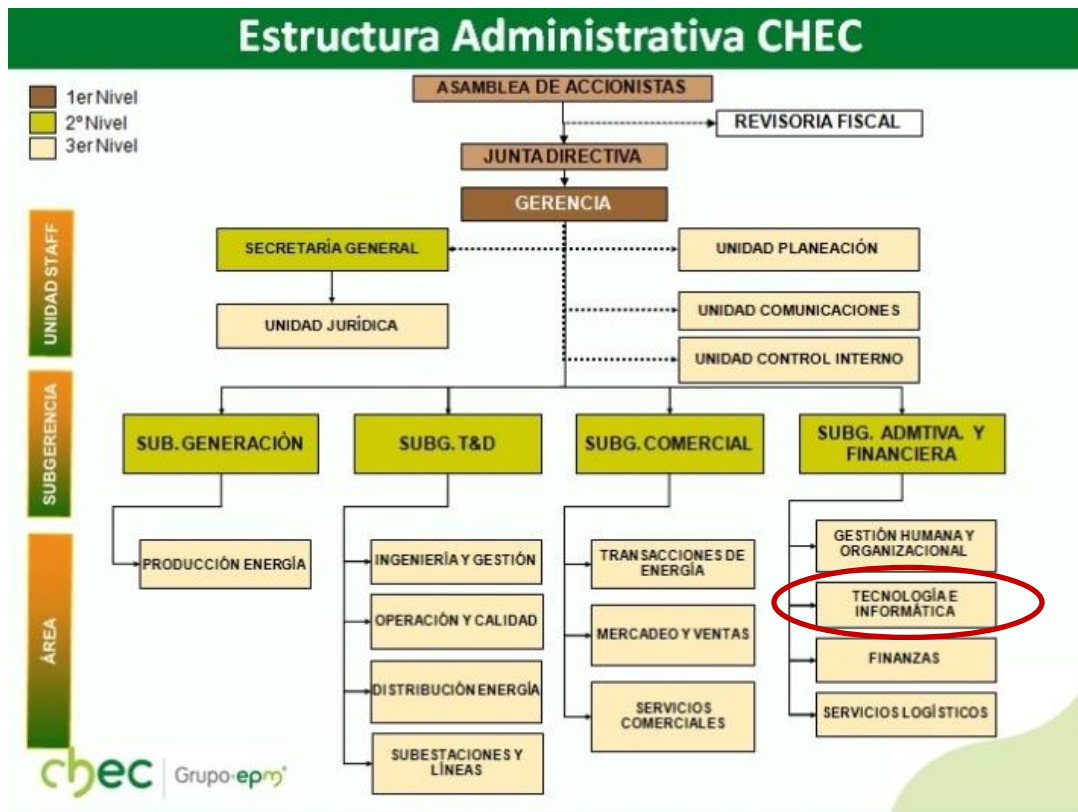 Estructura Administrativa CHEC
1er Nivel
2º Nivel
3er Nivel
ASAMBLEA DE ACCIONISTAS
REVISORIA FISCAL
JUNTA DIRECTIVA
GERENCIA
UNIDAD STAFF
SECRETARÍA GENERAL
UNIDAD PLANEACIÓN
UNIDAD JURÍDICA
UNIDAD COMUNICACIONES
UNIDAD CONTROL INTERNO
SUBGERENCIA
SUB. GENERACIÓN
SUBG. T&D
SUBG. COMERCIAL
SUBG. ADMTIVA. Y
FINANCIERA
ÁREA
PRODUCCIÓN ENERGÍA
INGENIERÍA Y GESTIÓN
OPERACIÓN Y CALIDAD
DISTRIBUCIÓN ENERGÍA
SUBESTACIONES Y
LÍNEAS
TRANSACCIONES DE
ENERGÍA
MERCADEO Y VENTAS
SERVICIOS
COMERCIALES
GESTIÓN HUMANA Y
ORGANIZACIONAL
TECNOLOGÍA E
INFORMÁTICA
FINANZAS
SERVICIOS LOGÍSTICOS
chec
Grupo·epm®